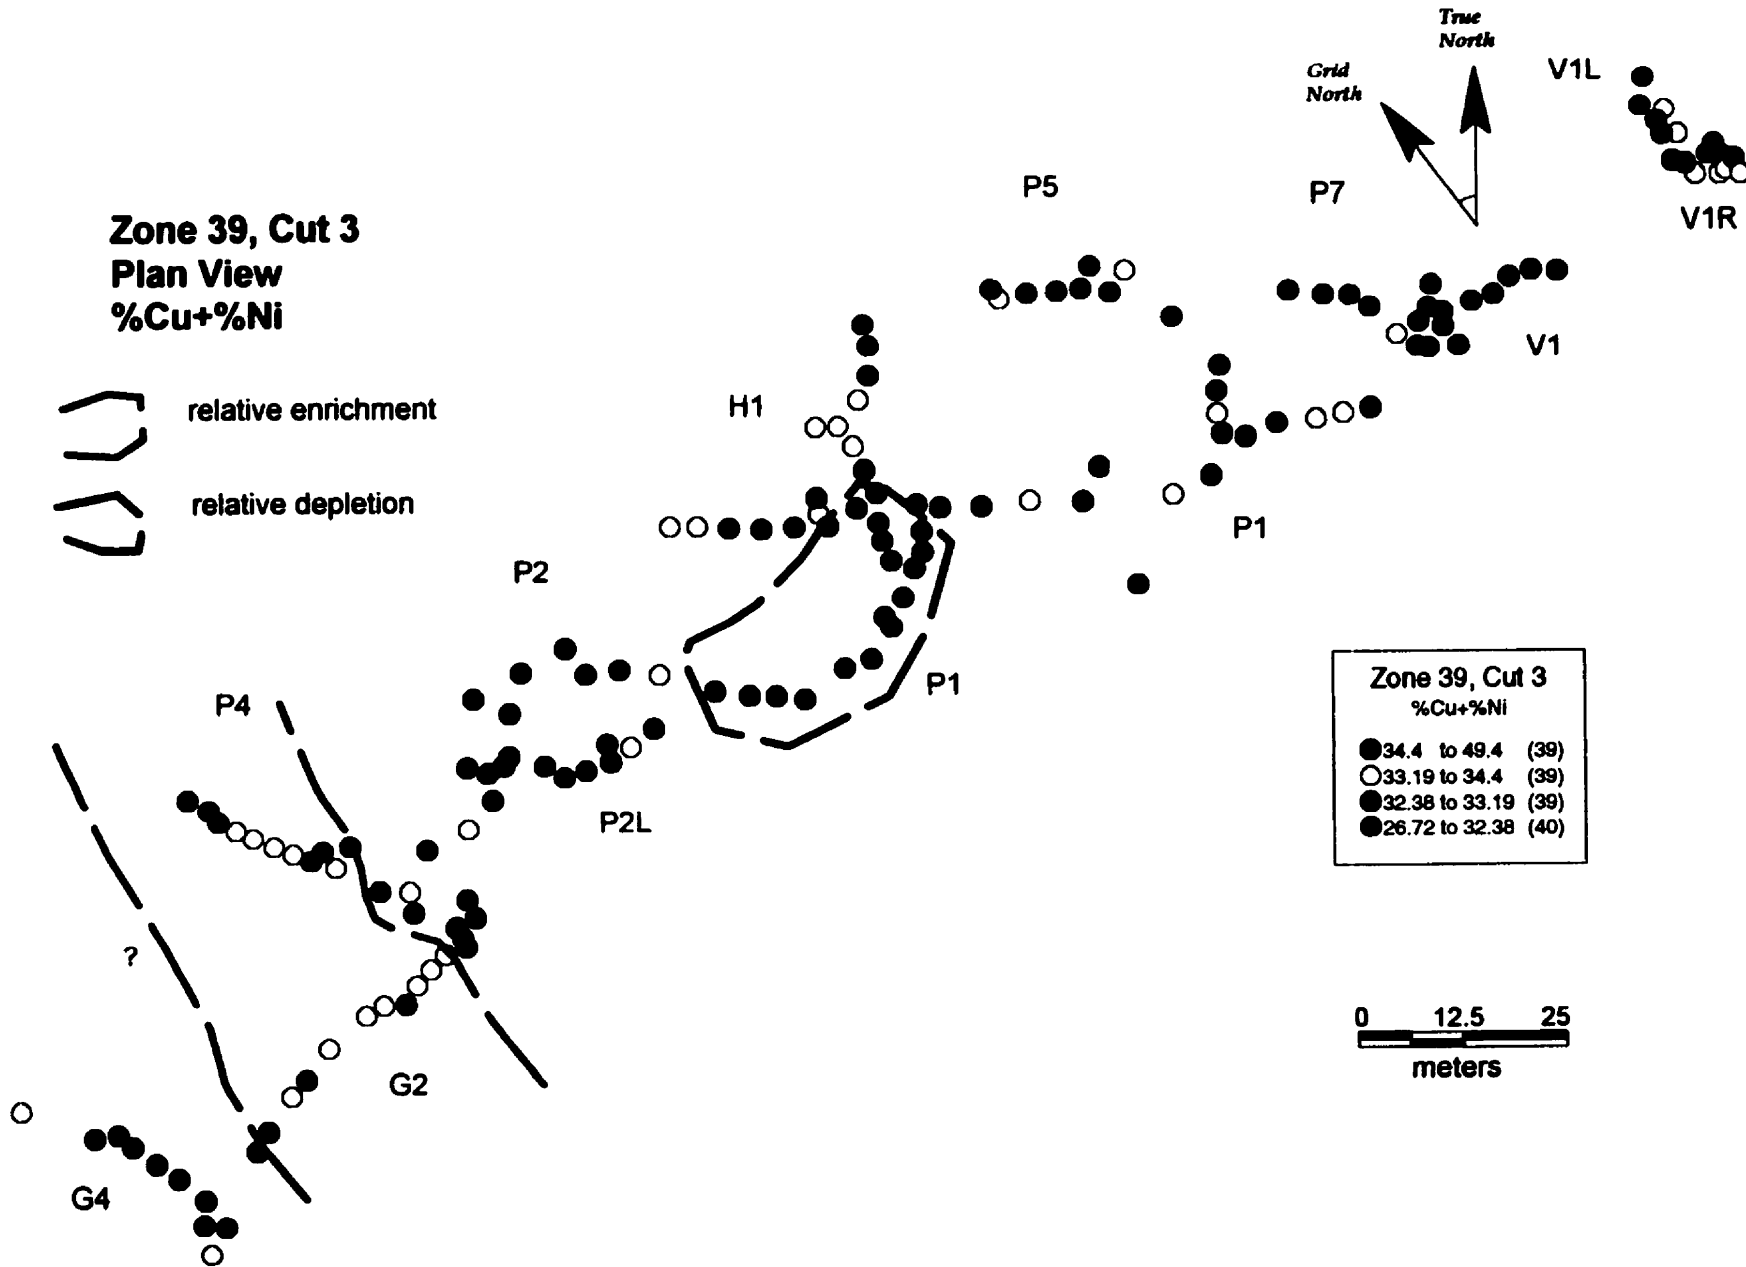 True
North
Grid
North
V1L
V1R
P5
P7
Zone 39, Cut 3
Plan View
%Cu+%Ni
V1
relative enrichment
H1
relative depletion
P1
P2
P1
P4
Zone 39, Cut 3
%Cu+%Ni
34.4 to 49.4 (39)
33.19 to 34.4 (39)
32.38 to 33.19 (39)
26.72 to 32.38 (40)
P2L
?
0 12.5 25
meters
G2
G4